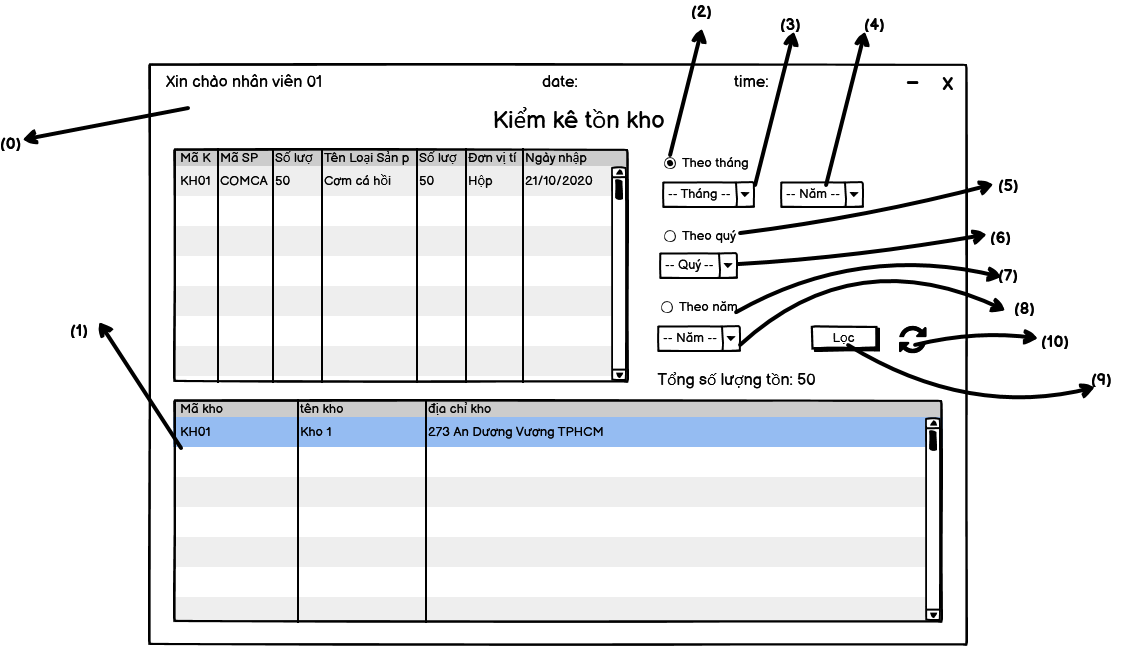 (2)
(3)
(4)
Xin chào nhân viên 01 date: time: – X
Kiểm kê tồn kho
(0)
Mã K Mã SP Số lượ Tên Loại Sản p Số lượ Đơn vị tí Ngày nhập
KH01 COMCA 50 Cơm cá hồi 50 Hộp 21/10/2020
Theo tháng
-- Tháng -- -- Năm --
(5)
Theo quý
(6)
-- Quý --
(7)
Theo năm
(8)
-- Năm -- Lọc
(10)
(1)
Tổng số lượng tồn: 50
(9)
Mã kho tên kho địa chỉ kho
KH01 Kho 1 273 An Dương Vương TPHCM